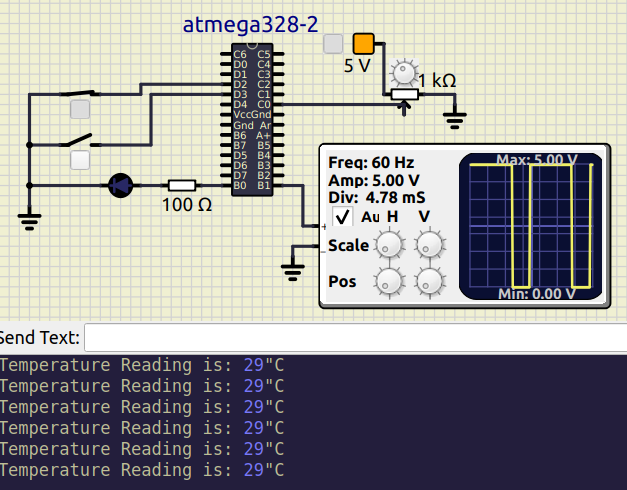 atmega328-2
5 V
1 kΩ
C6 C5
D0 C4
D1 C3
D2 C2
D3 C1
D4 C0
VccGnd
Gnd Ar
B6 A+
B7 B5
D5 B4
D6 B3
D7 B2
B0 B1
100 Ω
Freq: 60 Hz
Amp: 5.00 V
Div: 4.78 mS
Au H V
Scale
Pos
+
-
Max: 5.00 V
Min: 0.00 V
Send Text:
Temperature Reading is: 29"C
Temperature Reading is: 29"C
Temperature Reading is: 29"C
Temperature Reading is: 29"C
Temperature Reading is: 29"C
Temperature Reading is: 29"C